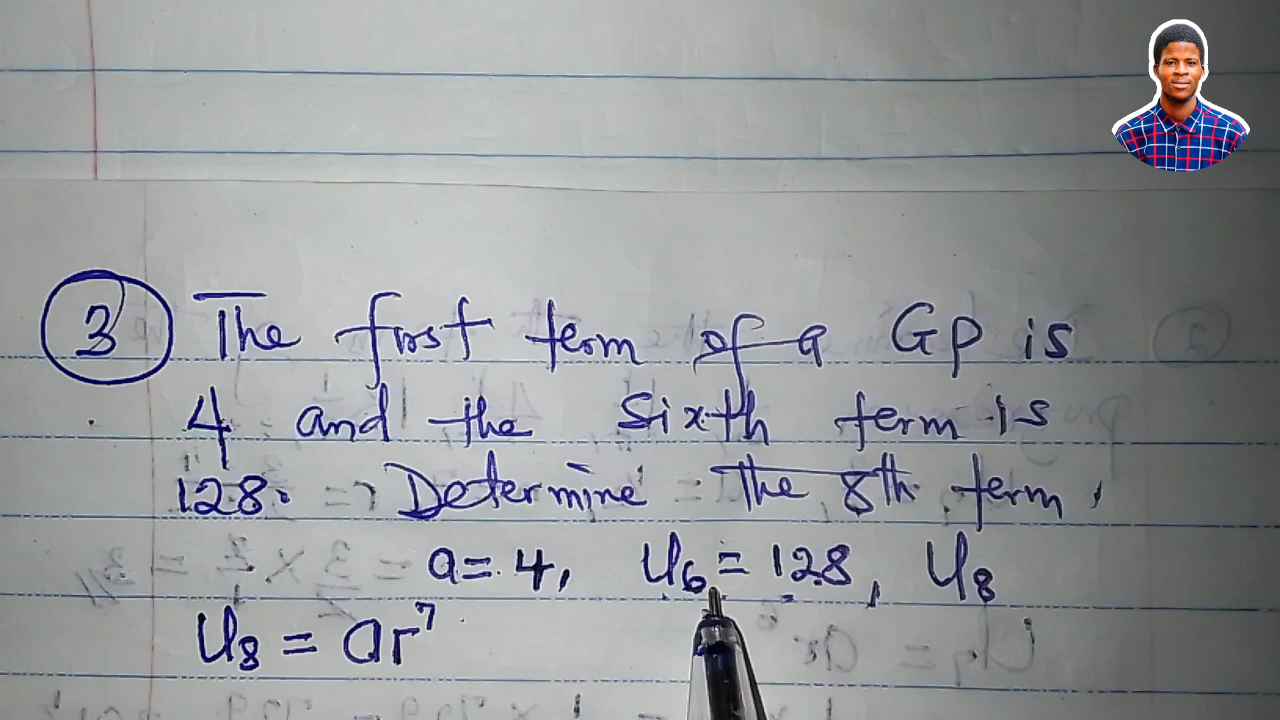 3 The first term of a GP is
4 and the sixth term is
128. Determine the 8th term,
a = 4, U6 = 128, U8
U8 = ar⁷